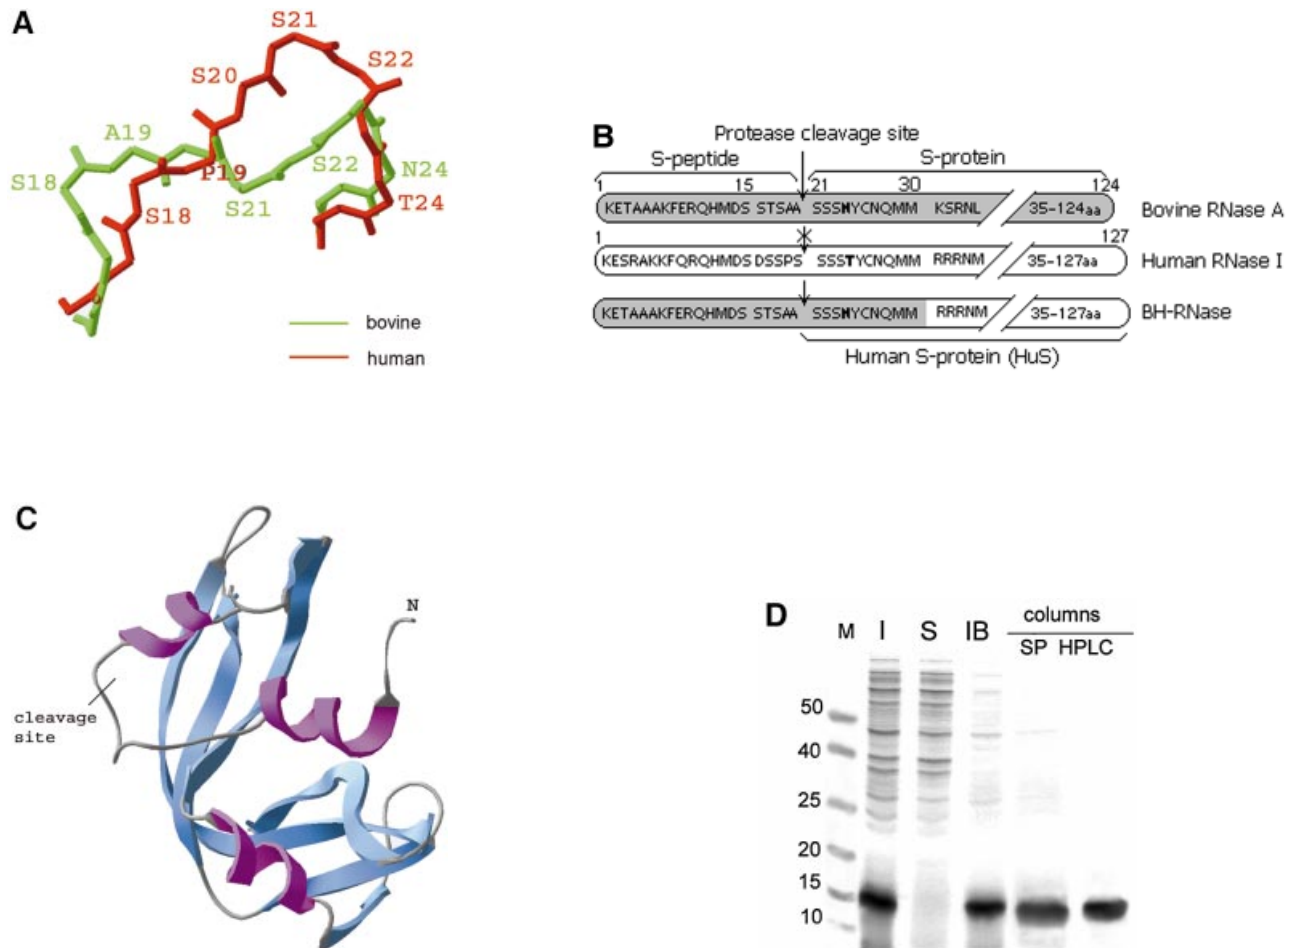 A
S21
S20
S22
A19
S18
P19
S22
N24
S21
S18
T24
bovine
human
B
Protease cleavage site
S-peptide
S-protein
1 15 21 30 124
KETAAAKFERQHMDS STSAA SSSNYCNQMM KSRNL 35-124aa Bovine RNase A
1 127
KESRAKKFQRQHMDS DSSPS SSSTYCNQMM RRRNM 35-127aa Human RNase I
KETAAAKFERQHMDS STSAA SSSNYCNQMM RRRNM 35-127aa BH-RNase
Human S-protein (HuS)
C
N
cleavage
site
D
columns
M I S IB SP HPLC
50
40
25
20
15
10